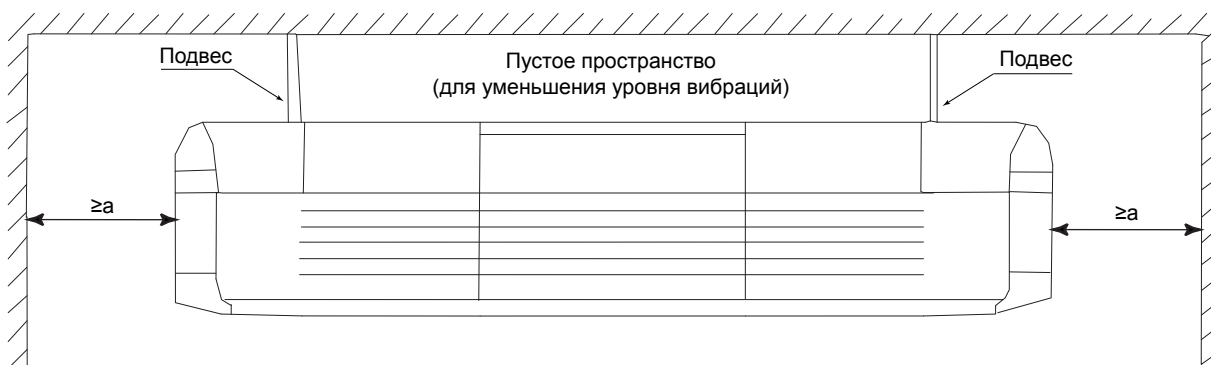 Подвес
Пустое пространство
(для уменьшения уровня вибраций)
Подвес
≥a
≥a